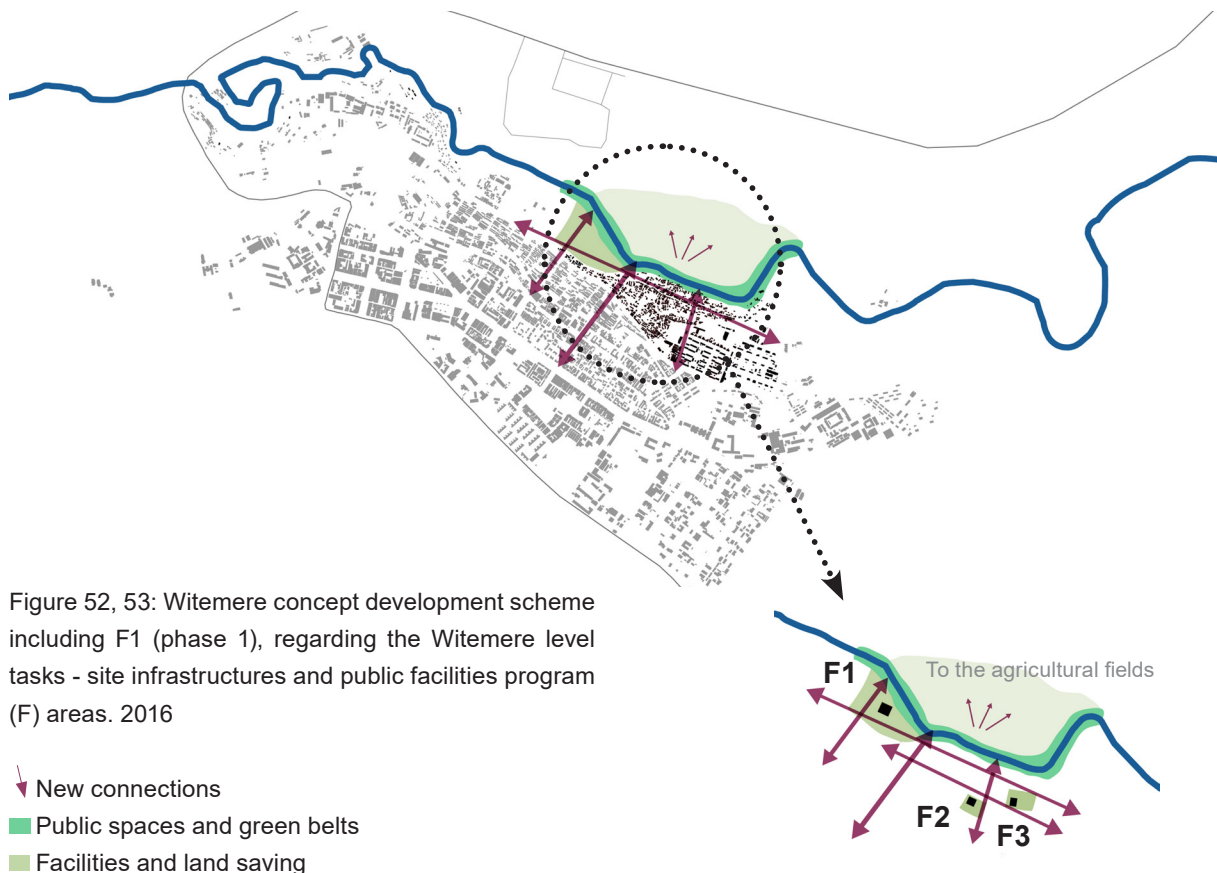 Figure 52, 53: Witemere concept development scheme
including F1 (phase 1), regarding the Witemere level
tasks - site infrastructures and public facilities program
(F) areas. 2016
New connections
Public spaces and green belts
Facilities and land saving
F1
To the agricultural fields
F2
F3